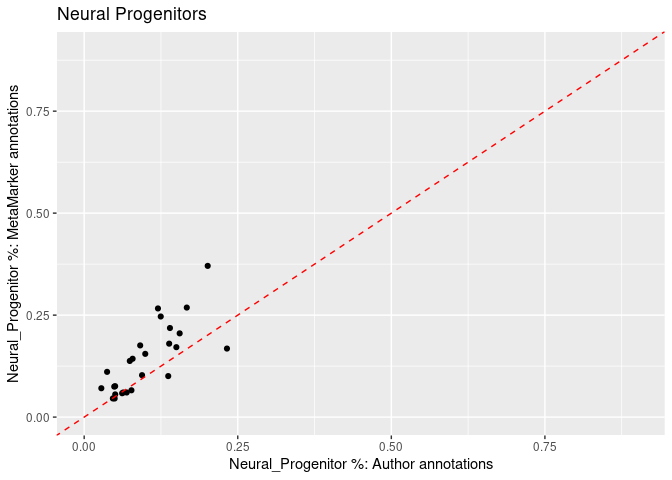 Neural Progenitors
Neural_Progenitor %: MetaMarker annotations
0.75
0.50
0.25
0.00
0.00 0.25 0.50 0.75
Neural_Progenitor %: Author annotations